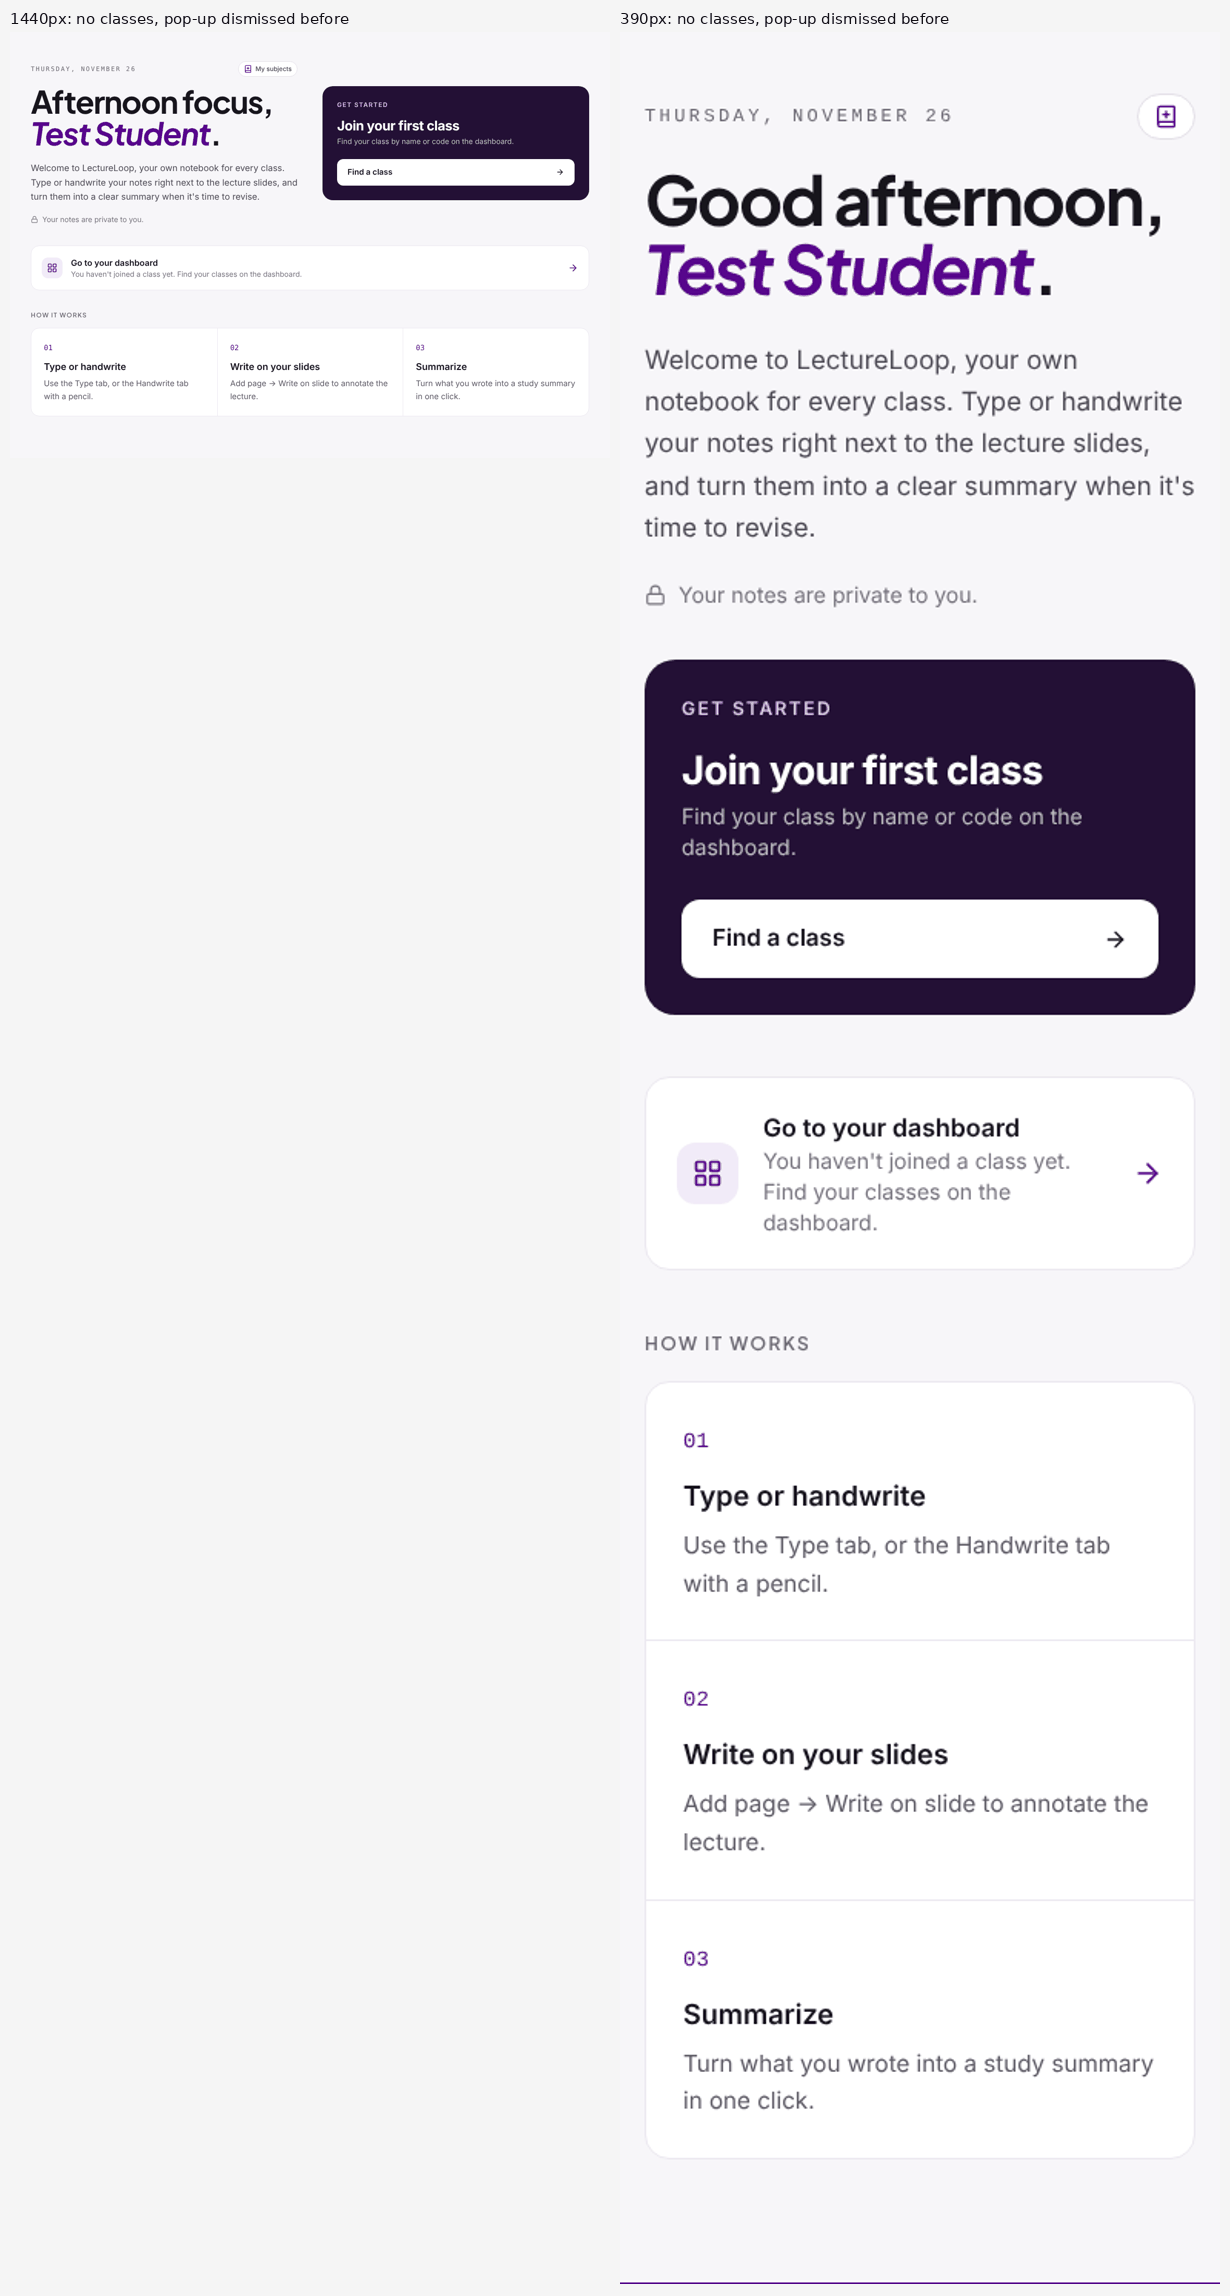 1440px: no classes, pop-up dismissed before
THURSDAY, NOVEMBER 26
My subjects
Afternoon focus,
Test Student.
Welcome to LectureLoop, your own notebook for every class.
Type or handwrite your notes right next to the lecture slides, and
turn them into a clear summary when it's time to revise.
Your notes are private to you.
GET STARTED
Join your first class
Find your class by name or code on the dashboard.
Find a class →
Go to your dashboard
You haven't joined a class yet. Find your classes on the dashboard.
→
HOW IT WORKS
01
Type or handwrite
Use the Type tab, or the Handwrite tab
with a pencil.
02
Write on your slides
Add page → Write on slide to annotate the
lecture.
03
Summarize
Turn what you wrote into a study summary
in one click.
390px: no classes, pop-up dismissed before
THURSDAY, NOVEMBER 26
Good afternoon,
Test Student.
Welcome to LectureLoop, your own
notebook for every class. Type or handwrite
your notes right next to the lecture slides,
and turn them into a clear summary when it's
time to revise.
Your notes are private to you.
GET STARTED
Join your first class
Find your class by name or code on the
dashboard.
Find a class →
Go to your dashboard
You haven't joined a class yet.
Find your classes on the
dashboard.
→
HOW IT WORKS
01
Type or handwrite
Use the Type tab, or the Handwrite tab
with a pencil.
02
Write on your slides
Add page → Write on slide to annotate the
lecture.
03
Summarize
Turn what you wrote into a study summary
in one click.